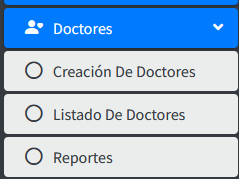 Doctores
Creación De Doctores
Listado De Doctores
Reportes